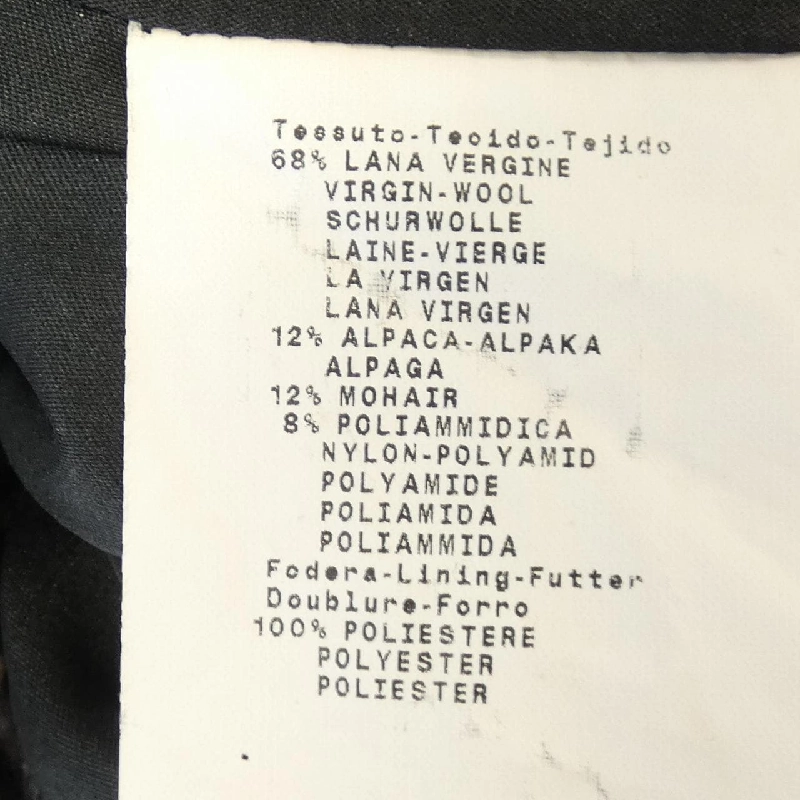 Tessuto-Tecido-Tejido
68% LANA VERGINE
VIRGIN-WOOL
SCHURWOLLE
LAINE-VIERGE
LA VIRGEN
LANA VIRGEN
12% ALPACA-ALPAKA
ALPAGA
12% MOHAIR
8% POLIAMMIDICA
NYLON-POLYAMID
POLYAMIDE
POLIAMIDA
POLIAMMIDA
Fodera-Lining-Futter
Doublure-Forro
100% POLIESTERE
POLYESTER
POLIESTER